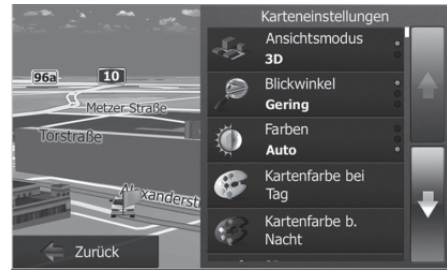 Karteneinstellungen
Ansichtsmodus
3D
Blickwinkel
Gering
Farben
Auto
Kartenfarbe bei
Tag
Kartenfarbe b.
Nacht
96a
10
Metzer Straße
Torstraße
Alexanderst
Zurück